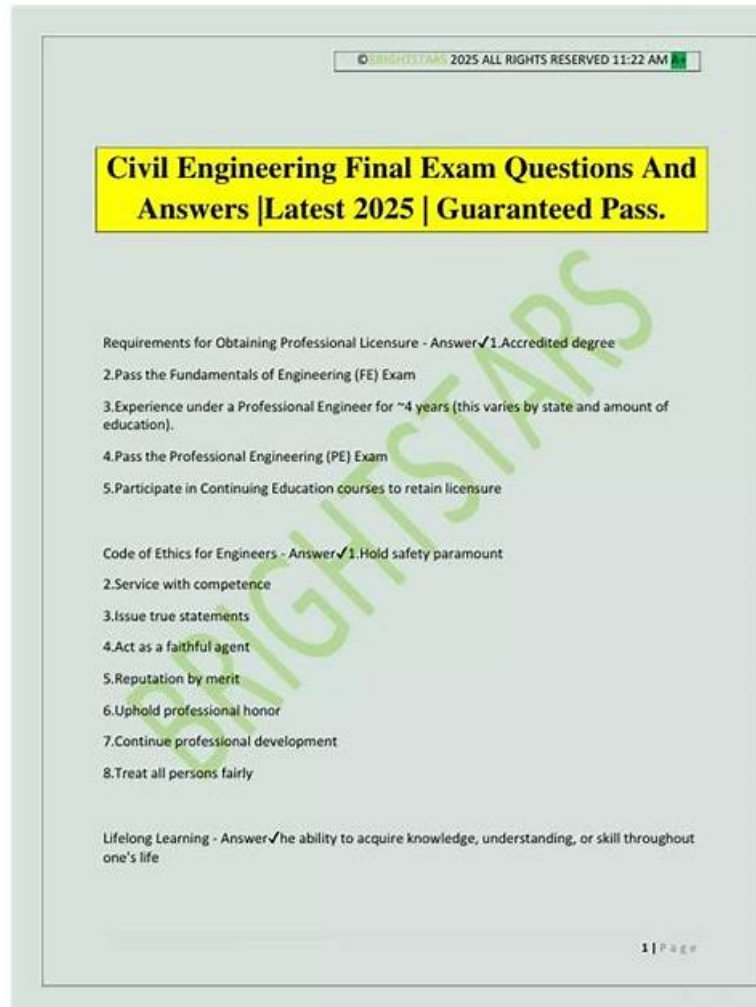 ©BRIGHTSTARS 2025 ALL RIGHTS RESERVED 11:22 AM A+
Civil Engineering Final Exam Questions And
Answers |Latest 2025 | Guaranteed Pass.
Requirements for Obtaining Professional Licensure - Answer✓1.Accredited degree
2.Pass the Fundamentals of Engineering (FE) Exam
3.Experience under a Professional Engineer for ~4 years (this varies by state and amount of
education).
4.Pass the Professional Engineering (PE) Exam
5.Participate in Continuing Education courses to retain licensure
Code of Ethics for Engineers - Answer✓1.Hold safety paramount
2.Service with competence
3.Issue true statements
4.Act as a faithful agent
5.Reputation by merit
6.Uphold professional honor
7.Continue professional development
8.Treat all persons fairly
Lifelong Learning - Answer✓he ability to acquire knowledge, understanding, or skill throughout
one's life
1|Page
BRIGHTSTARS